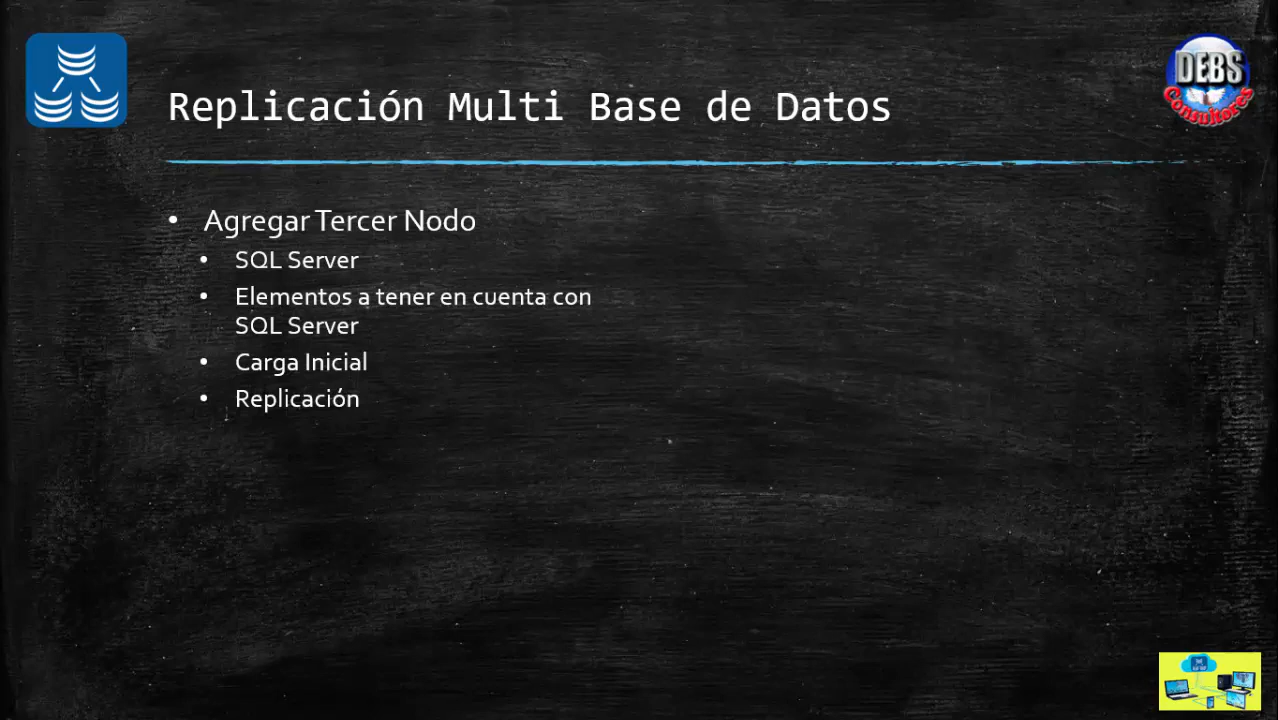 DEBS
Consultores
Replicación Multi Base de Datos
• Agregar Tercer Nodo
• SQL Server
• Elementos a tener en cuenta con
SQL Server
• Carga Inicial
• Replicación